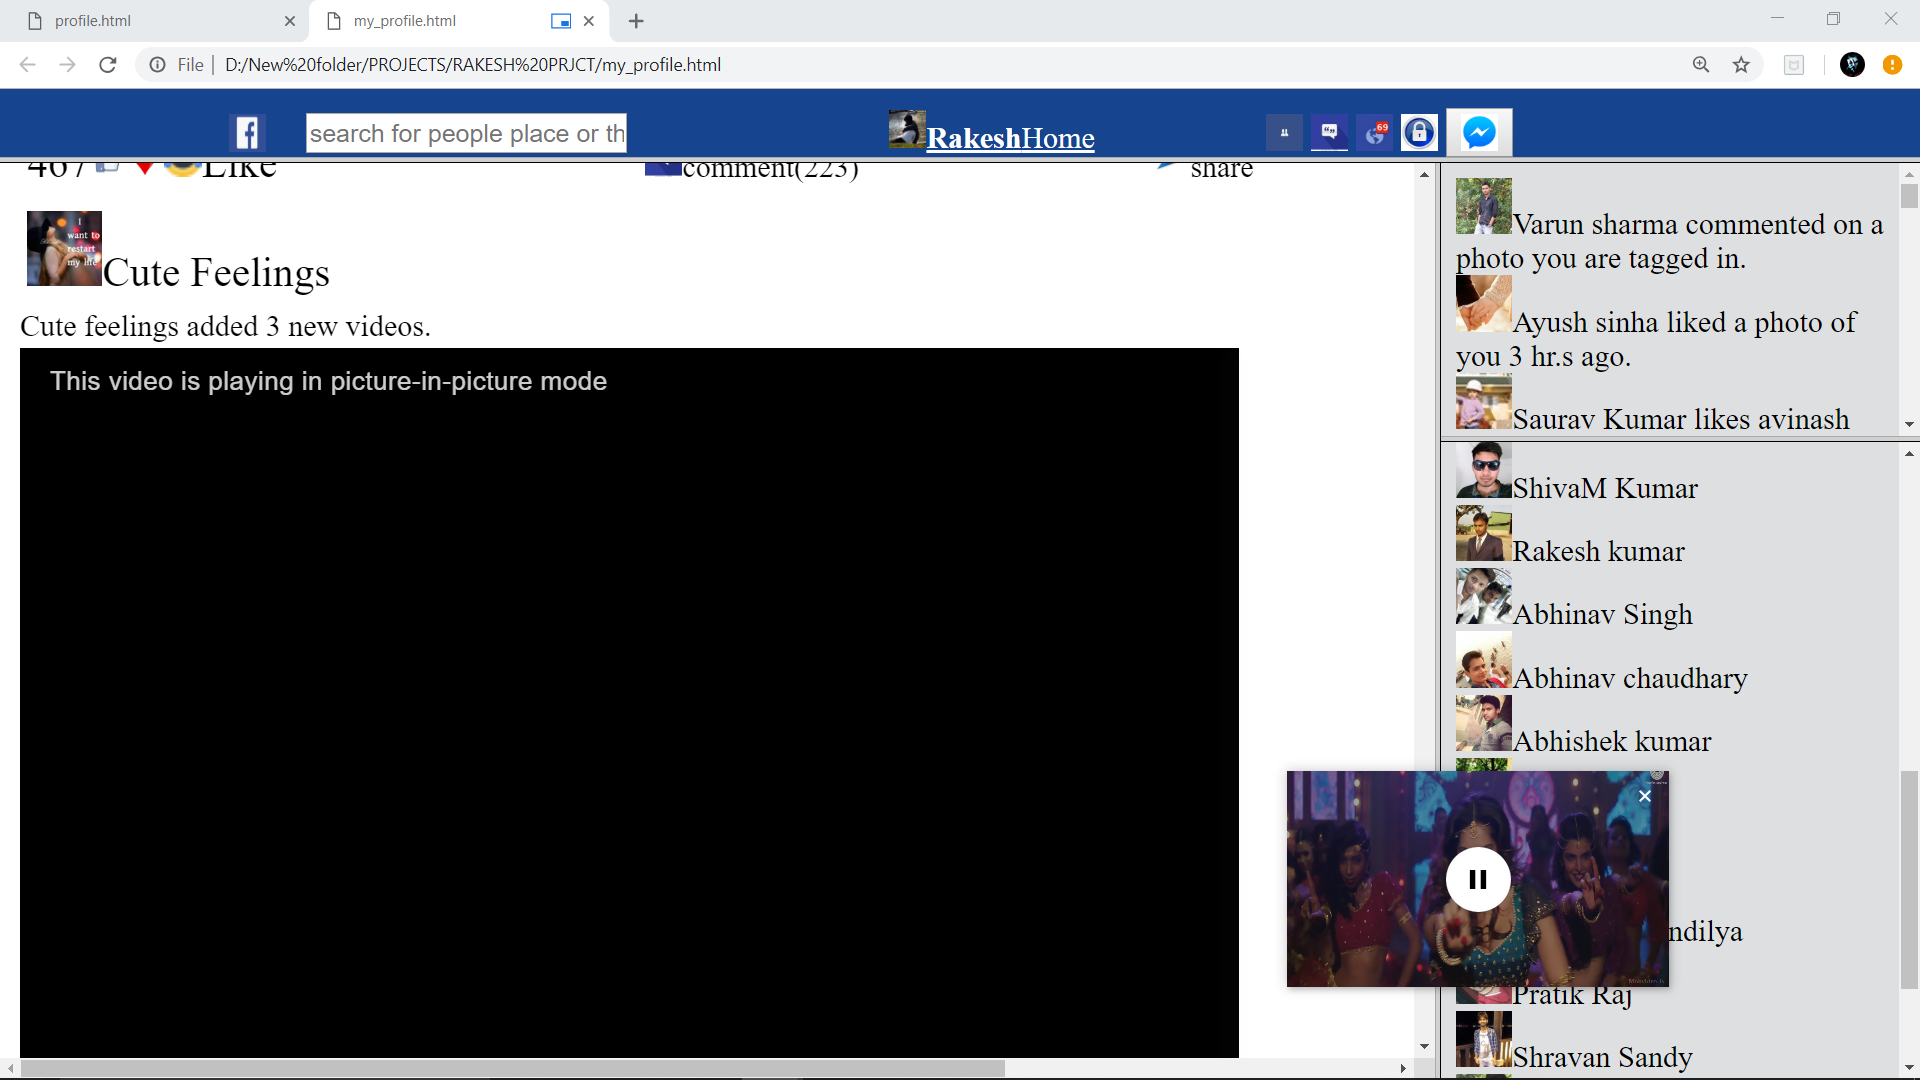 profile.html
my_profile.html
File
D:/New%20folder/PROJECTS/RAKESH%20PRJCT/my_profile.html
search for people place or th
RakeshHome
69
467 Like
comment(223)
share
I
want to
restart
my life
Cute Feelings
Cute feelings added 3 new videos.
This video is playing in picture-in-picture mode
Varun sharma commented on a
photo you are tagged in.
Ayush sinha liked a photo of
you 3 hr.s ago.
Saurav Kumar likes avinash
ShivaM Kumar
Rakesh kumar
Abhinav Singh
Abhinav chaudhary
Abhishek kumar
ndilya
Pratik Raj
Shravan Sandy